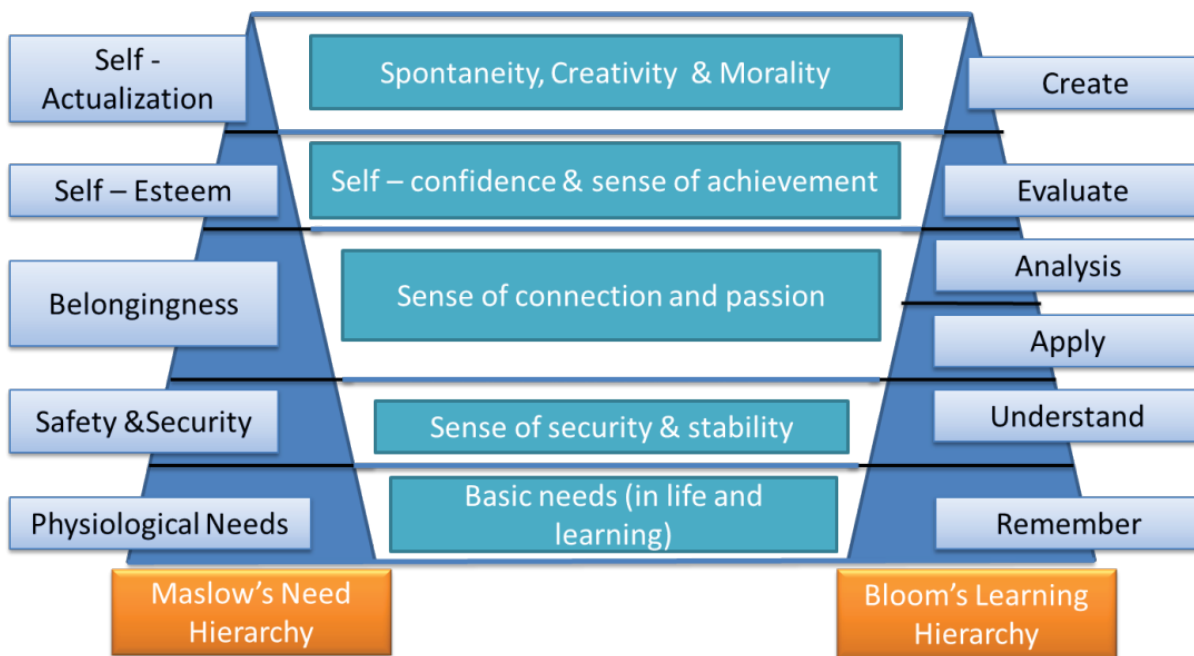 Self -
Actualization
Spontaneity, Creativity & Morality
Create
Self – Esteem
Self – confidence & sense of achievement
Evaluate
Belongingness
Sense of connection and passion
Analysis
Apply
Safety &Security
Sense of security & stability
Understand
Physiological Needs
Basic needs (in life and
learning)
Remember
Maslow's Need
Hierarchy
Bloom's Learning
Hierarchy